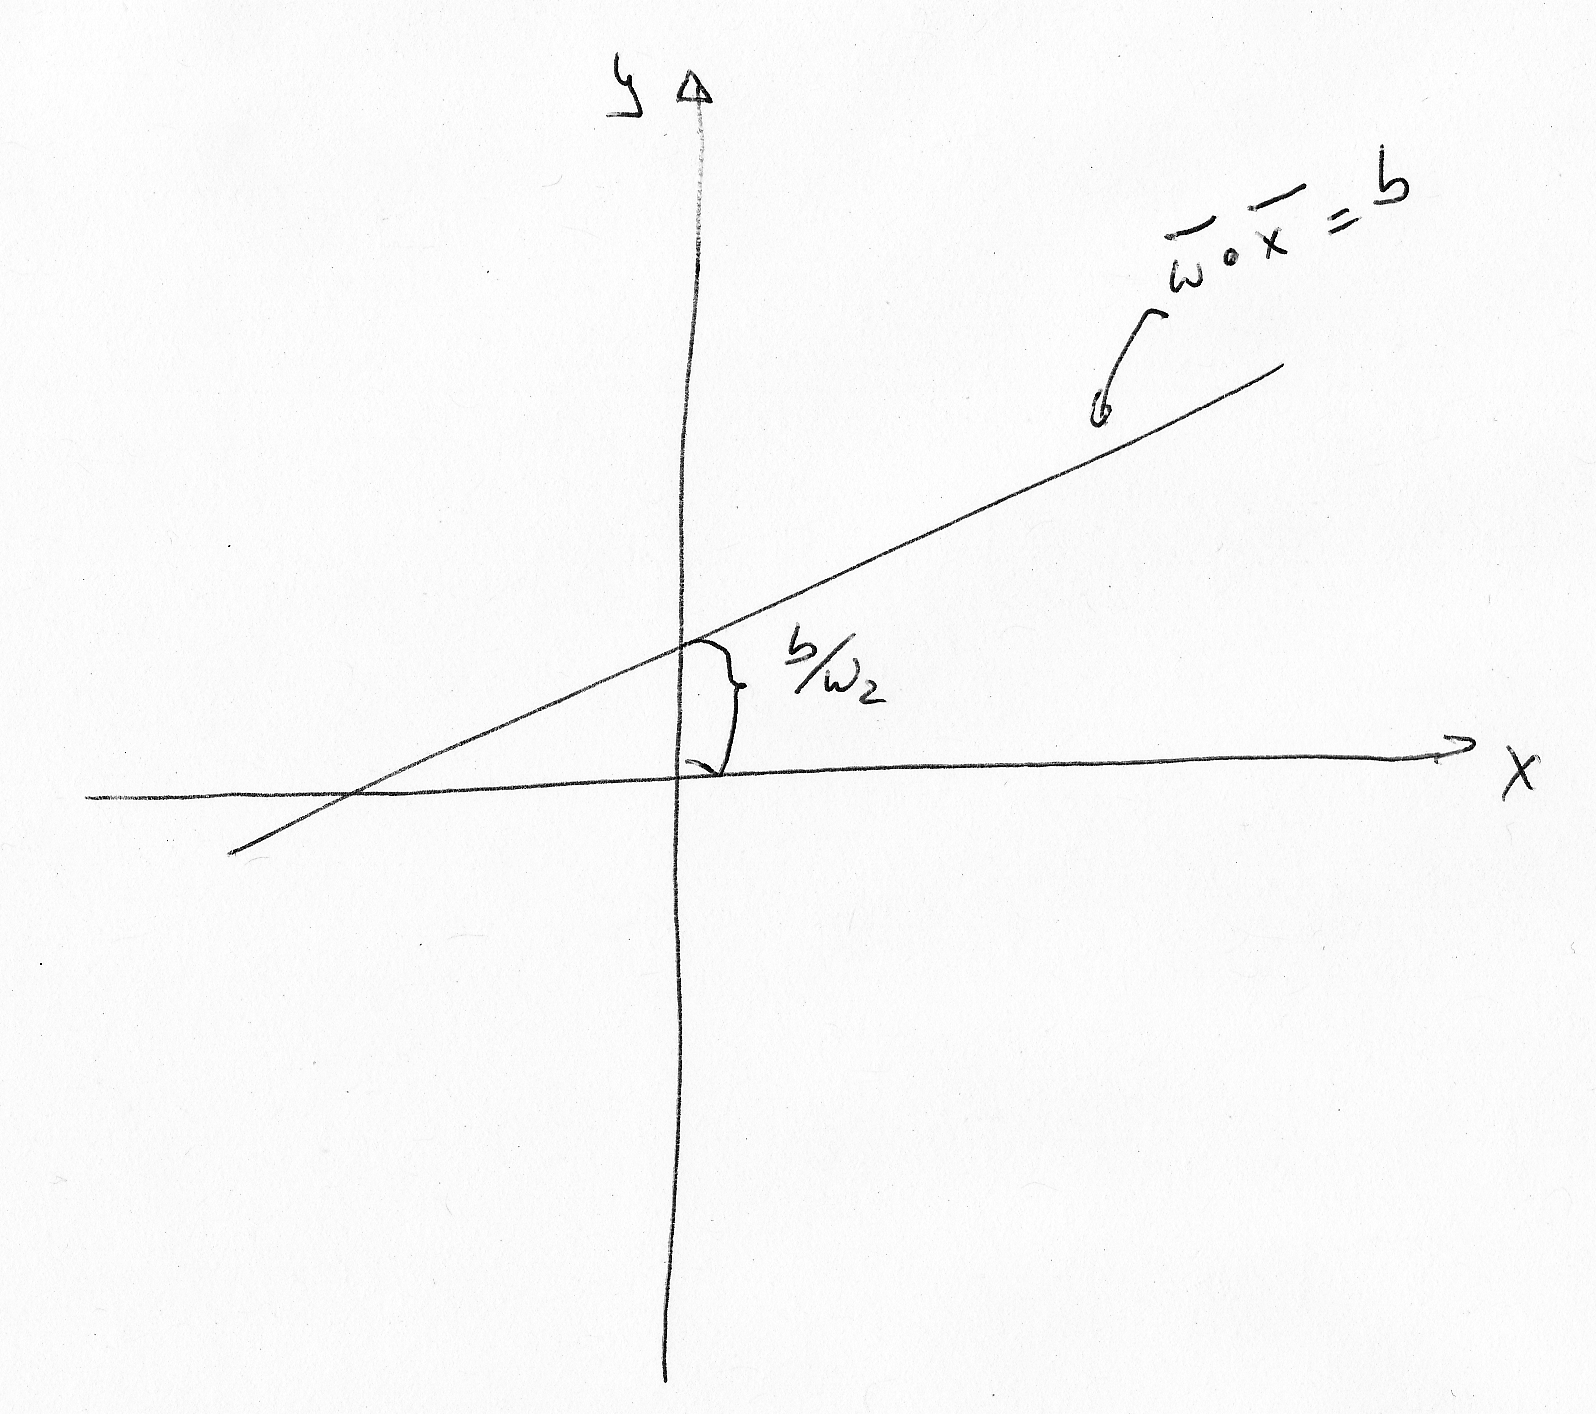 y
w̅ · x̅ = b
b/w₂
x